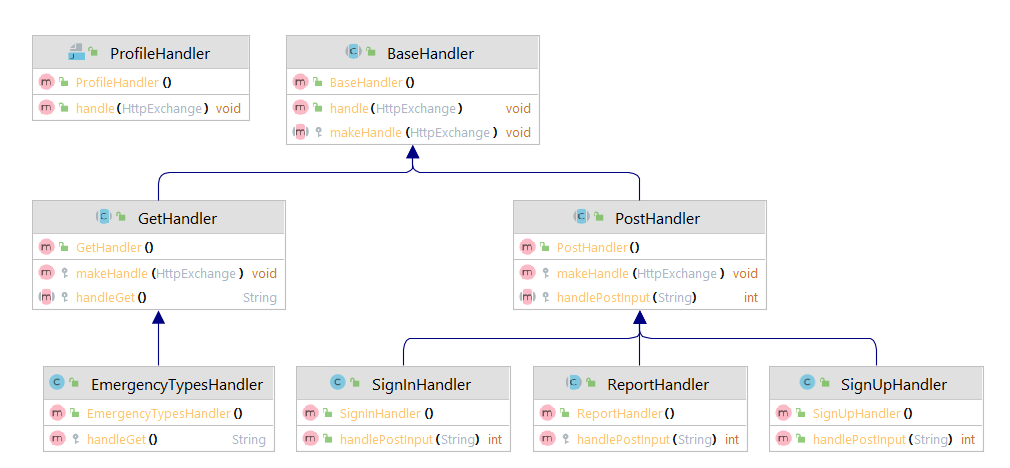 ProfileHandler
ProfileHandler()
handle(HttpExchange) void
BaseHandler
BaseHandler()
handle(HttpExchange) void
makeHandle(HttpExchange) void
GetHandler
GetHandler()
makeHandle(HttpExchange) void
handleGet() String
PostHandler
PostHandler()
makeHandle(HttpExchange) void
handlePostInput(String) int
EmergencyTypesHandler
EmergencyTypesHandler()
handleGet() String
SignInHandler
SignInHandler()
handlePostInput(String) int
ReportHandler
ReportHandler()
handlePostInput(String) int
SignUpHandler
SignUpHandler()
handlePostInput(String) int